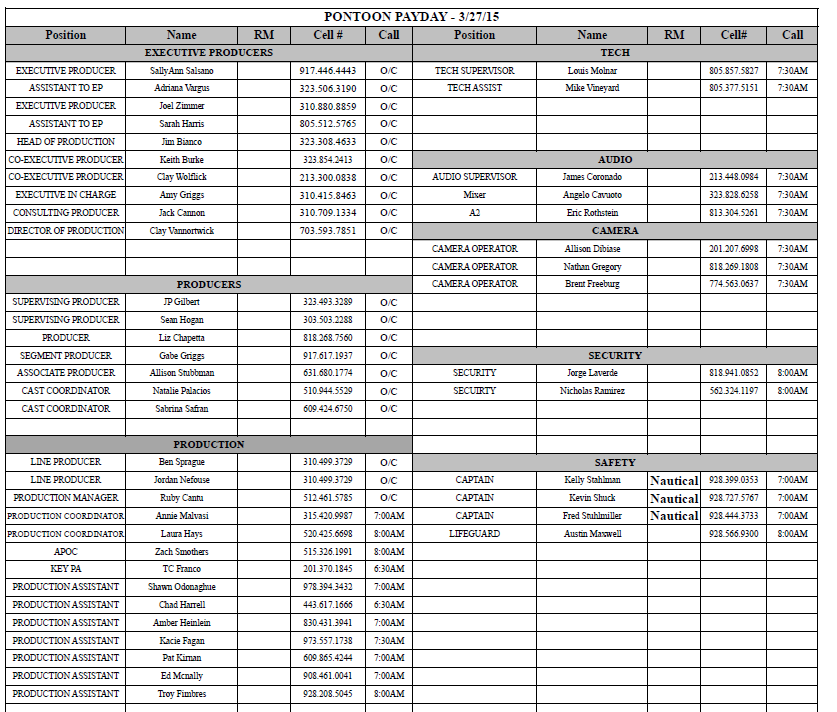 PONTOON PAYDAY - 3/27/15
Position Name RM Cell # Call Position Name RM Cell# Call
EXECUTIVE PRODUCERS TECH
EXECUTIVE PRODUCER SallyAnn Salsano 917.446.4443 O/C TECH SUPERVISOR Louis Molnar 805.857.5827 7:30AM
ASSISTANT TO EP Adriana Vargus 323.506.3190 O/C TECH ASSIST Mike Vineyard 805.377.5151 7:30AM
EXECUTIVE PRODUCER Joel Zimmer 310.880.8859 O/C
ASSISTANT TO EP Sarah Harris 805.512.5765 O/C
HEAD OF PRODUCTION Jim Bianco 323.308.4633 O/C
CO-EXECUTIVE PRODUCER Keith Burke 323.854.2413 O/C AUDIO
CO-EXECUTIVE PRODUCER Clay Wolflick 213.300.0838 O/C AUDIO SUPERVISOR James Coronado 213.448.0984 7:30AM
EXECUTIVE IN CHARGE Amy Griggs 310.415.8463 O/C Mixer Angelo Cavuoto 323.828.6258 7:30AM
CONSULTING PRODUCER Jack Cannon 310.709.1334 O/C A2 Eric Rothstein 813.304.5261 7:30AM
DIRECTOR OF PRODUCTION Clay Vannortwick 703.593.7851 O/C CAMERA
CAMERA OPERATOR Allison Dibiase 201.207.6998 7:30AM
CAMERA OPERATOR Nathan Gregory 818.269.1808 7:30AM
PRODUCERS CAMERA OPERATOR Brent Freeburg 774.563.0637 7:30AM
SUPERVISING PRODUCER JP Gilbert 323.493.3289 O/C
SUPERVISING PRODUCER Sean Hogan 303.503.2288 O/C
PRODUCER Liz Chapetta 818.268.7560 O/C
SEGMENT PRODUCER Gabe Griggs 917.617.1937 O/C SECURITY
ASSOCIATE PRODUCER Allison Stubbman 631.680.1774 O/C SECURITY Jorge Laverde 818.941.0852 8:00AM
CAST COORDINATOR Natalie Palacios 510.944.5529 O/C SECUIRTY Nicholas Ramirez 562.324.1197 8:00AM
CAST COORDINATOR Sabrina Safran 609.424.6750 O/C
PRODUCTION
LINE PRODUCER Ben Sprague 310.499.3729 O/C SAFETY
LINE PRODUCER Jordan Nefouse 310.499.3729 O/C CAPTAIN Kelly Stahlman Nautical 928.399.0353 7:00AM
PRODUCTION MANAGER Ruby Cantu 512.461.5785 O/C CAPTAIN Kevin Shuck Nautical 928.727.5767 7:00AM
PRODUCTION COORDINATOR Annie Malvasi 315.420.9987 7:00AM CAPTAIN Fred Stuhlmiller Nautical 928.444.3733 7:00AM
PRODUCTION COORDINATOR Laura Hays 520.425.6698 8:00AM LIFEGUARD Austin Maxwell 928.566.9300 8:00AM
APOC Zach Smothers 515.326.1991 8:00AM
KEY PA TC Franco 201.370.1845 6:30AM
PRODUCTION ASSISTANT Shawn Odonaghue 978.394.3432 7:00AM
PRODUCTION ASSISTANT Chad Harrell 443.617.1666 6:30AM
PRODUCTION ASSISTANT Amber Heinlein 830.431.3941 7:00AM
PRODUCTION ASSISTANT Kacie Fagan 973.557.1738 7:30AM
PRODUCTION ASSISTANT Pat Kirnan 609.865.4244 7:00AM
PRODUCTION ASSISTANT Ed Mcnally 908.461.0041 7:00AM
PRODUCTION ASSISTANT Troy Fimbres 928.208.5045 8:00AM